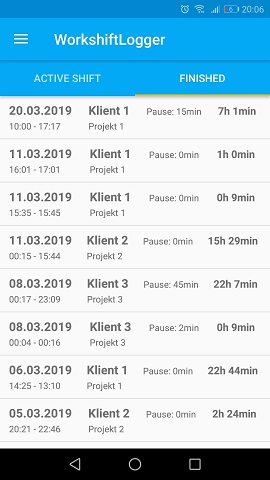 20:06
WorkshiftLogger
ACTIVE SHIFT FINISHED
20.03.2019 Klient 1 Pause: 15min 7h 1min
10:00 - 17:17 Projekt 1
11.03.2019 Klient 1 Pause: 0min 1h 0min
16:01 - 17:01 Projekt 1
11.03.2019 Klient 1 Pause: 0min 0h 9min
15:35 - 15:45 Projekt 1
11.03.2019 Klient 2 Pause: 0min 15h 29min
00:15 - 15:44 Projekt 2
08.03.2019 Klient 3 Pause: 45min 22h 7min
00:17 - 23:09 Projekt 3
08.03.2019 Klient 3 Pause: 2min 0h 9min
00:04 - 00:16 Projekt 3
06.03.2019 Klient 1 Pause: 0min 22h 44min
14:25 - 13:10 Projekt 1
05.03.2019 Klient 2 Pause: 0min 2h 24min
20:21 - 22:46 Projekt 2